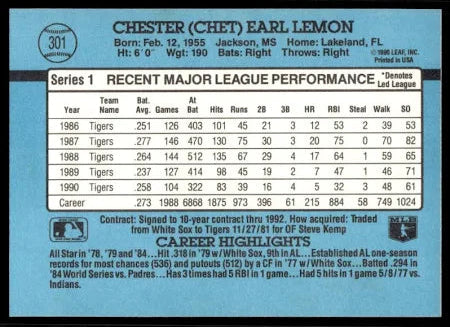 301
CHESTER (CHET) EARL LEMON
Born: Feb. 12, 1955 Jackson, MS Home: Lakeland, FL
Ht: 6'0" Wgt: 190 Bats: Right Throws: Right
©1990 LEAF, INC.
Printed in USA
Series 1 RECENT MAJOR LEAGUE PERFORMANCE *Denotes Led League
Year Team Name Bat. Avg. Games At Bat Hits Runs 2B 3B HR RBI Steal Walk SO
1986 Tigers .251 126 403 101 45 21 3 12 53 2 39 53
1987 Tigers .277 146 470 130 75 30 3 20 75 0 70 82
1988 Tigers .264 144 512 135 67 29 4 17 64 1 59 65
1989 Tigers .237 127 414 98 45 19 2 7 47 1 46 71
1990 Tigers .258 104 322 83 39 16 4 5 32 3 48 61
Career .273 1988 6868 1875 973 396 61 215 884 58 749 1024
Contract: Signed to 10-year contract thru 1992. How acquired: Traded
from White Sox to Tigers 11/27/81 for OF Steve Kemp
MLB
CAREER HIGHLIGHTS
All Star in '78, '79 and '84... Hit .318 in '79 w/White Sox, 9th in AL... Established AL one-season
records for most chances (536) and putouts (512) by a CF in '77 w/White Sox... Batted .294 in
'84 World Series vs. Padres... Has 3 times had 5 RBI in 1 game... Had 5 hits in 1 game 5/8/77 vs.
Indians.